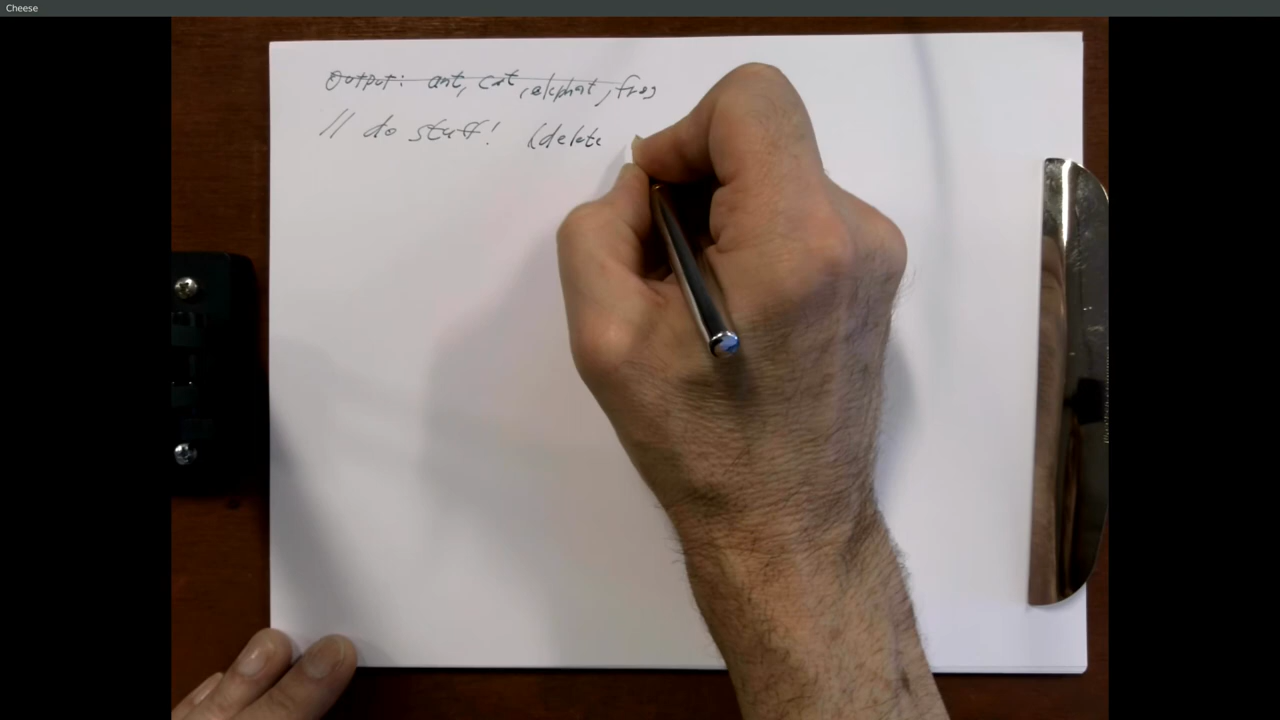 Cheese
Output: ant, cat, elephat, frog
// do stuff! (delete